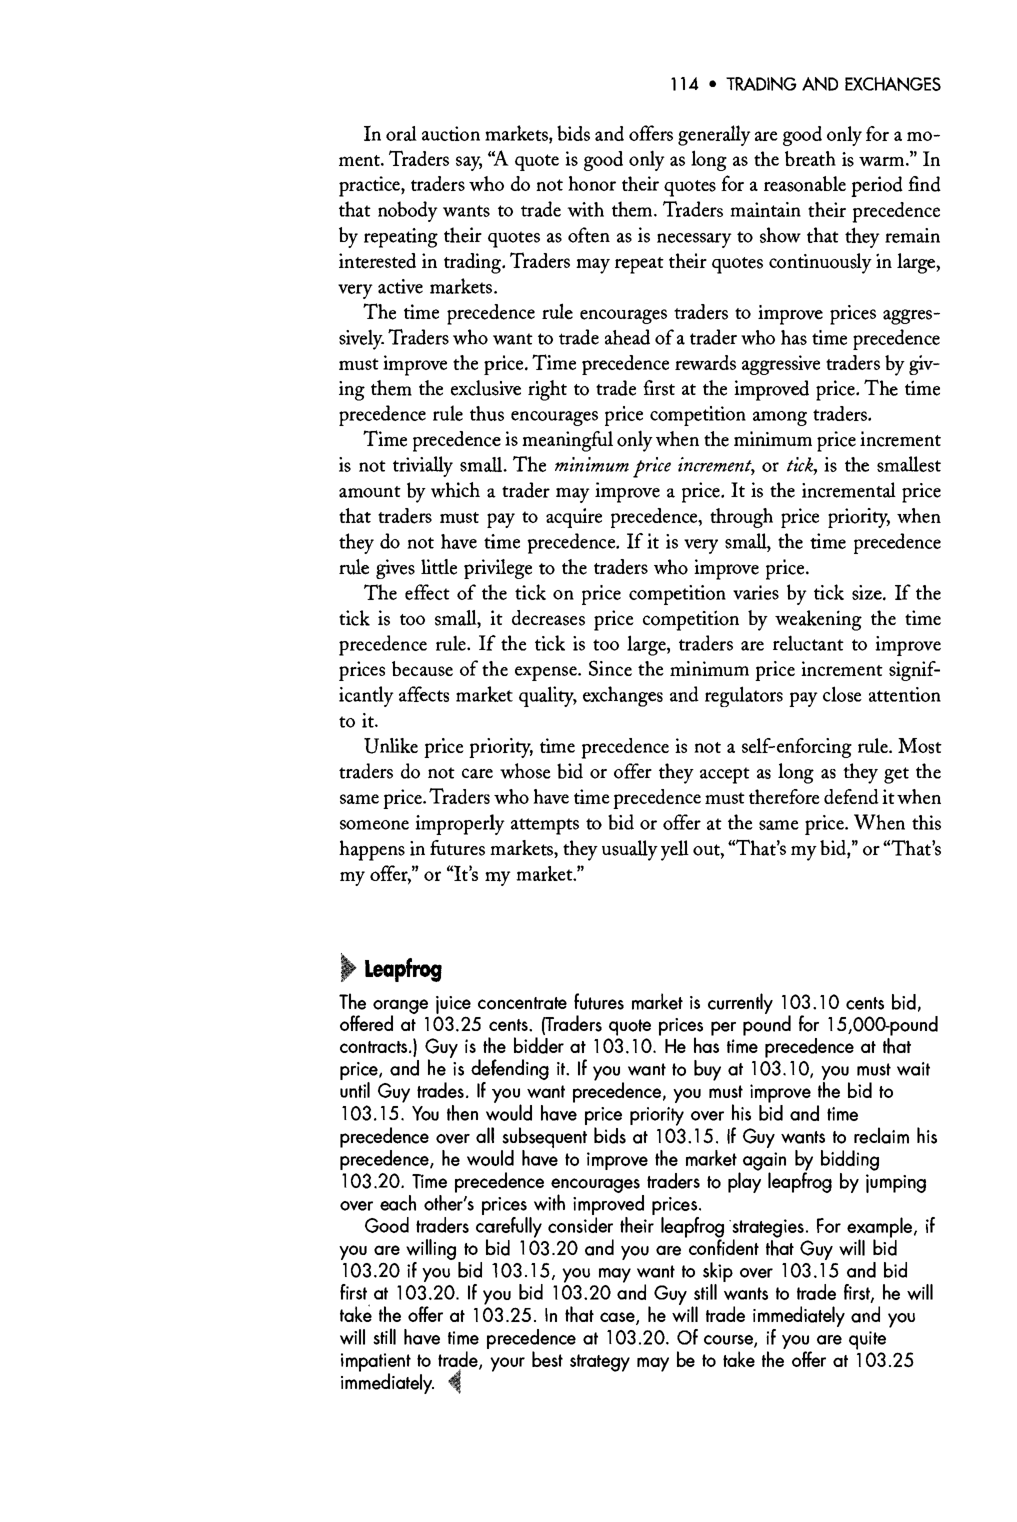 114 • TRADING AND EXCHANGES
In oral auction markets, bids and offers generally are good only for a mo-
ment. Traders say, “A quote is good only as long as the breath is warm.” In
practice, traders who do not honor their quotes for a reasonable period find
that nobody wants to trade with them. Traders maintain their precedence
by repeating their quotes as often as is necessary to show that they remain
interested in trading. Traders may repeat their quotes continuously in large,
very active markets.
The time precedence rule encourages traders to improve prices aggres-
sively. Traders who want to trade ahead of a trader who has time precedence
must improve the price. Time precedence rewards aggressive traders by giv-
ing them the exclusive right to trade first at the improved price. The time
precedence rule thus encourages price competition among traders.
Time precedence is meaningful only when the minimum price increment
is not trivially small. The minimum price increment, or tick, is the smallest
amount by which a trader may improve a price. It is the incremental price
that traders must pay to acquire precedence, through price priority, when
they do not have time precedence. If it is very small, the time precedence
rule gives little privilege to the traders who improve price.
The effect of the tick on price competition varies by tick size. If the
tick is too small, it decreases price competition by weakening the time
precedence rule. If the tick is too large, traders are reluctant to improve
prices because of the expense. Since the minimum price increment signif-
icantly affects market quality, exchanges and regulators pay close attention
to it.
Unlike price priority, time precedence is not a self-enforcing rule. Most
traders do not care whose bid or offer they accept as long as they get the
same price. Traders who have time precedence must therefore defend it when
someone improperly attempts to bid or offer at the same price. When this
happens in futures markets, they usually yell out, “That’s my bid,” or “That’s
my offer,” or “It’s my market.”
Leapfrog
The orange juice concentrate futures market is currently 103.10 cents bid,
offered at 103.25 cents. (Traders quote prices per pound for 15,000-pound
contracts.) Guy is the bidder at 103.10. He has time precedence at that
price, and he is defending it. If you want to buy at 103.10, you must wait
until Guy trades. If you want precedence, you must improve the bid to
103.15. You then would have price priority over his bid and time
precedence over all subsequent bids at 103.15. If Guy wants to reclaim his
precedence, he would have to improve the market again by bidding
103.20. Time precedence encourages traders to play leapfrog by jumping
over each other’s prices with improved prices.
Good traders carefully consider their leapfrog strategies. For example, if
you are willing to bid 103.20 and you are confident that Guy will bid
103.20 if you bid 103.15, you may want to skip over 103.15 and bid
first at 103.20. If you bid 103.20 and Guy still wants to trade first, he will
take the offer at 103.25. In that case, he will trade immediately and you
will still have time precedence at 103.20. Of course, if you are quite
impatient to trade, your best strategy may be to take the offer at 103.25
immediately.